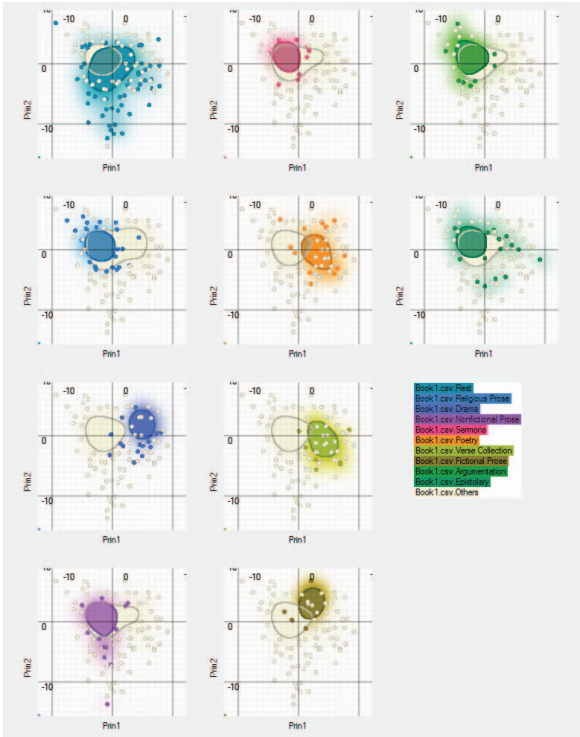 -10 0
0
-10
Prin2
Prin1
-10 0
0
-10
Prin2
Prin1
-10 0
0
-10
Prin2
Prin1
-10 0
0
-10
Prin2
Prin1
-10 0
0
-10
Prin2
Prin1
-10 0
0
-10
Prin2
Prin1
-10 0
0
-10
Prin2
Prin1
-10 0
0
-10
Prin2
Prin1
Book1.csv.Rest
Book1.csv.Religious Prose
Book1.csv.Drama
Book1.csv.Nonfictional Prose
Book1.csv.Sermons
Book1.csv.Poetry
Book1.csv.Verse Collection
Book1.csv.Fictional Prose
Book1.csv.Argumentation
Book1.csv.Epistolary
Book1.csv.Others
-10 0
0
-10
Prin2
Prin1
-10 0
0
-10
Prin2
Prin1